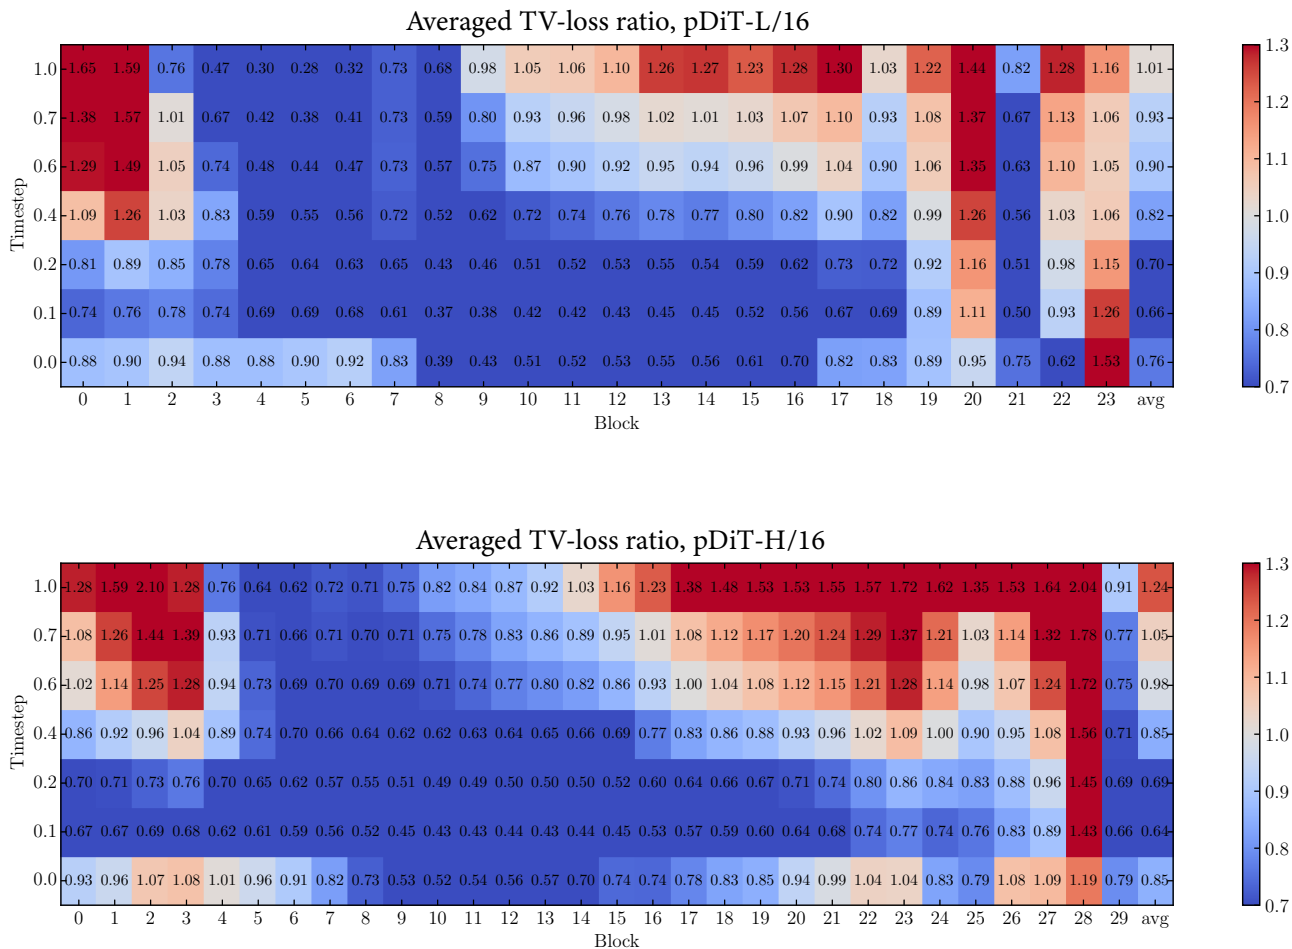 Averaged TV-loss ratio, pDiT-L/16
1.0 1.65 1.59 0.76 0.47 0.30 0.28 0.32 0.73 0.68 0.98 1.05 1.06 1.10 1.26 1.27 1.23 1.28 1.30 1.03 1.22 1.44 0.82 1.28 1.16 1.01
0.7 1.38 1.57 1.01 0.67 0.42 0.38 0.41 0.73 0.59 0.80 0.93 0.96 0.98 1.02 1.01 1.03 1.07 1.10 0.93 1.08 1.37 0.67 1.13 1.06 0.93
0.6 1.29 1.49 1.05 0.74 0.48 0.44 0.47 0.73 0.57 0.75 0.87 0.90 0.92 0.95 0.94 0.96 0.99 1.04 0.90 1.06 1.35 0.63 1.10 1.05 0.90
0.4 1.09 1.26 1.03 0.83 0.59 0.55 0.56 0.72 0.52 0.62 0.72 0.74 0.76 0.78 0.77 0.80 0.82 0.90 0.82 0.99 1.26 0.56 1.03 1.06 0.82
0.2 0.81 0.89 0.85 0.78 0.65 0.64 0.63 0.65 0.43 0.46 0.51 0.52 0.53 0.55 0.54 0.59 0.62 0.73 0.72 0.92 1.16 0.51 0.98 1.15 0.70
0.1 0.74 0.76 0.78 0.74 0.69 0.69 0.68 0.61 0.37 0.38 0.42 0.42 0.43 0.45 0.45 0.52 0.56 0.67 0.69 0.89 1.11 0.50 0.93 1.26 0.66
0.0 0.88 0.90 0.94 0.88 0.88 0.90 0.92 0.83 0.39 0.43 0.51 0.52 0.53 0.55 0.56 0.61 0.70 0.82 0.83 0.89 0.95 0.75 0.62 1.53 0.76
0 1 2 3 4 5 6 7 8 9 10 11 12 13 14 15 16 17 18 19 20 21 22 23 avg
Block
Timestep
1.3
1.2
1.1
1.0
0.9
0.8
0.7
Averaged TV-loss ratio, pDiT-H/16
1.0 1.28 1.59 2.10 1.28 0.76 0.64 0.62 0.72 0.71 0.75 0.82 0.84 0.87 0.92 1.03 1.16 1.23 1.38 1.48 1.53 1.53 1.55 1.57 1.72 1.62 1.35 1.53 1.64 2.04 0.91 1.24
0.7 1.08 1.26 1.44 1.39 0.93 0.71 0.66 0.71 0.70 0.71 0.75 0.78 0.83 0.86 0.89 0.95 1.01 1.08 1.12 1.17 1.20 1.24 1.29 1.37 1.21 1.03 1.14 1.32 1.78 0.77 1.05
0.6 1.02 1.14 1.25 1.28 0.94 0.73 0.69 0.70 0.69 0.69 0.71 0.74 0.77 0.80 0.82 0.86 0.93 1.00 1.04 1.08 1.12 1.15 1.21 1.28 1.14 0.98 1.07 1.24 1.72 0.75 0.98
0.4 0.86 0.92 0.96 1.04 0.89 0.74 0.70 0.66 0.64 0.62 0.62 0.63 0.64 0.65 0.66 0.69 0.77 0.83 0.86 0.88 0.93 0.96 1.02 1.09 1.00 0.90 0.95 1.08 1.56 0.71 0.85
0.2 0.70 0.71 0.73 0.76 0.70 0.65 0.62 0.57 0.55 0.51 0.49 0.49 0.50 0.50 0.50 0.52 0.60 0.64 0.66 0.67 0.71 0.74 0.80 0.86 0.84 0.83 0.88 0.96 1.45 0.69 0.69
0.1 0.67 0.67 0.69 0.68 0.62 0.61 0.59 0.56 0.52 0.45 0.43 0.43 0.44 0.43 0.44 0.45 0.53 0.57 0.59 0.60 0.64 0.68 0.74 0.77 0.74 0.76 0.83 0.89 1.43 0.66 0.64
0.0 0.93 0.96 1.07 1.08 1.01 0.96 0.91 0.82 0.73 0.53 0.52 0.54 0.56 0.57 0.70 0.74 0.74 0.78 0.83 0.85 0.94 0.99 1.04 1.04 0.83 0.79 1.08 1.09 1.19 0.79 0.85
0 1 2 3 4 5 6 7 8 9 10 11 12 13 14 15 16 17 18 19 20 21 22 23 24 25 26 27 28 29 avg
Block
Timestep
1.3
1.2
1.1
1.0
0.9
0.8
0.7